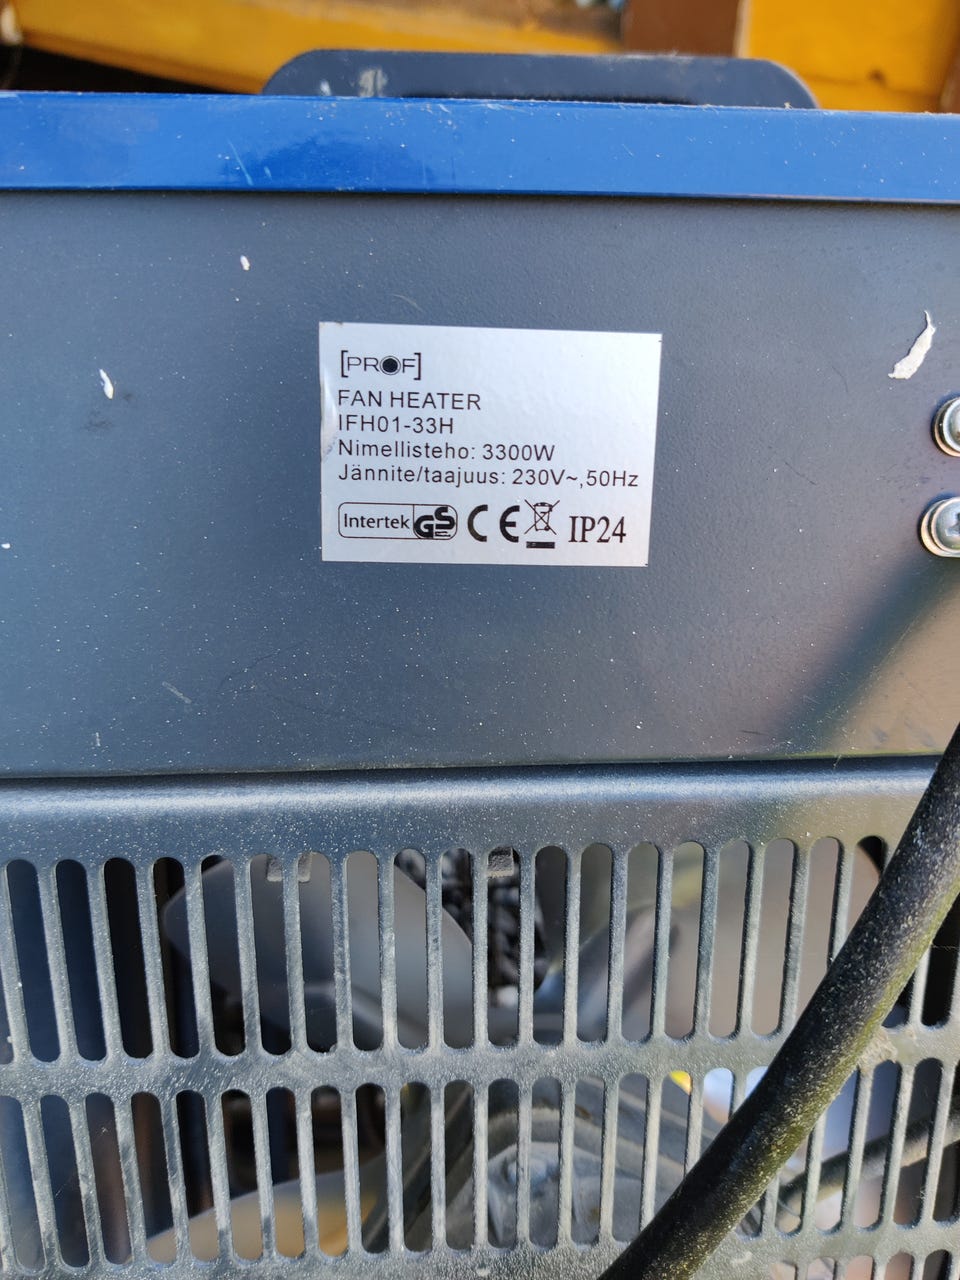 [PROF]
FAN HEATER
IFH01-33H
Nimellisteho: 3300W
Jännite/taajuus: 230V~,50Hz
Intertek GS CE IP24